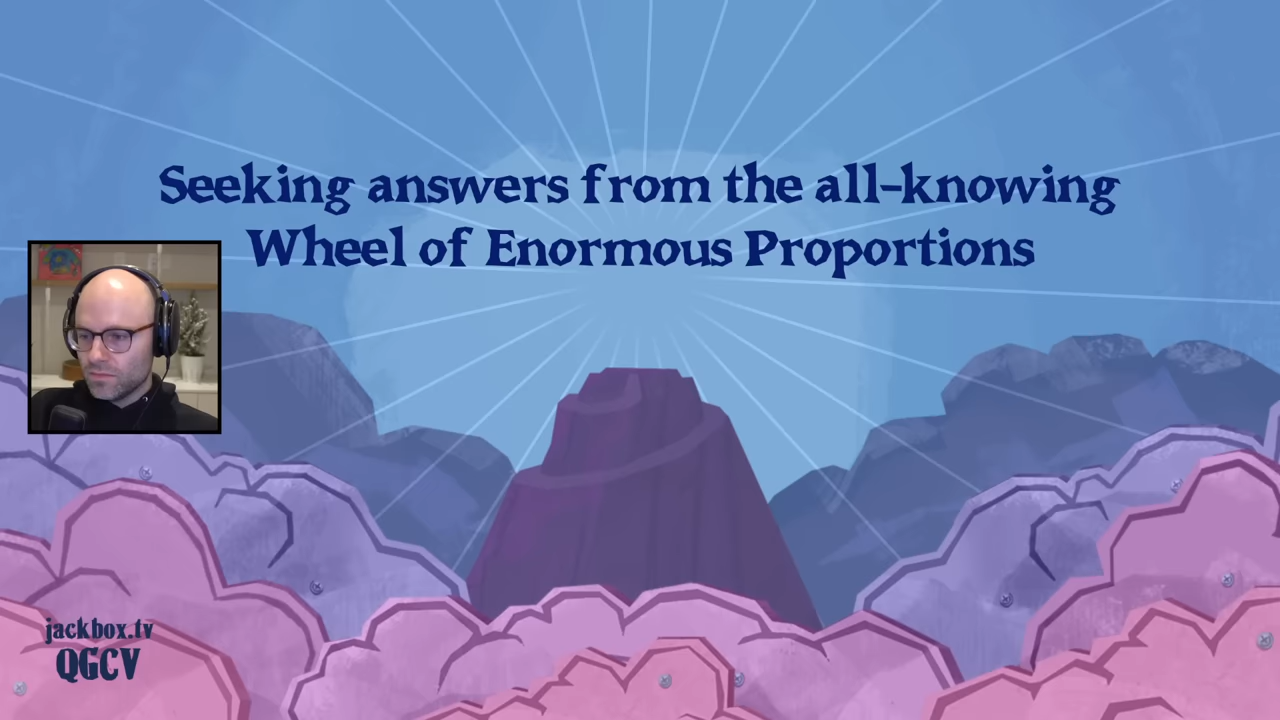 Seeking answers from the all-knowing
Wheel of Enormous Proportions
jackbox.tv
QGCV